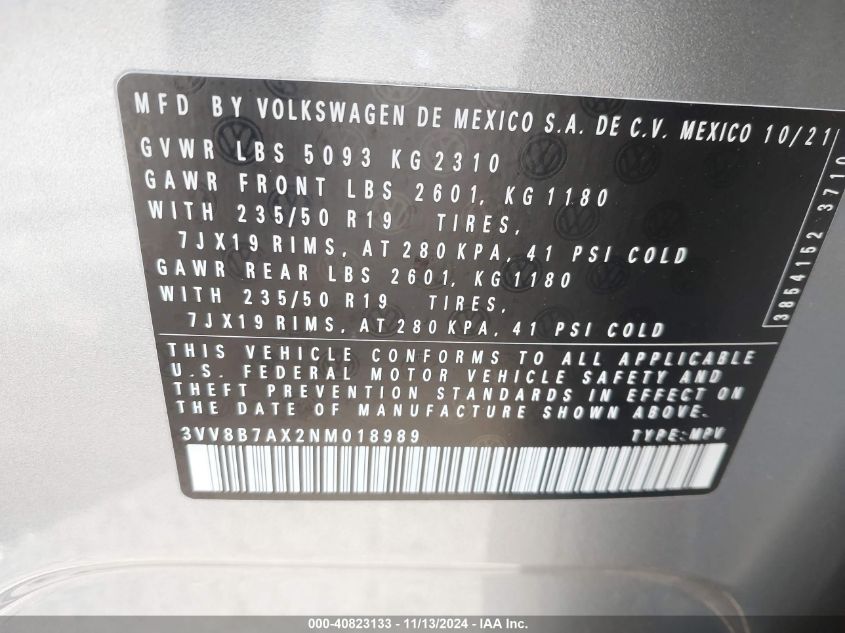 MFD BY VOLKSWAGEN DE MEXICO S.A. DE C.V. MEXICO 10/21
GVWR LBS 5093 KG 2310
GAWR FRONT LBS 2601, KG 1180
WITH 235/50 R19 TIRES,
7JX19 RIMS, AT 280 KPA, 41 PSI COLD
GAWR REAR LBS 2601, KG 1180
WITH 235/50 R19 TIRES,
7JX19 RIMS, AT 280 KPA, 41 PSI COLD
3864152 3710
THIS VEHICLE CONFORMS TO ALL APPLICABLE
U.S. FEDERAL MOTOR VEHICLE SAFETY AND
THEFT PREVENTION STANDARDS IN EFFECT ON
THE DATE OF MANUFACTURE SHOWN ABOVE.
3VV8B7AX2NM018989 TYPE: MPV
000-40823133 - 11/13/2024 - IAA Inc.